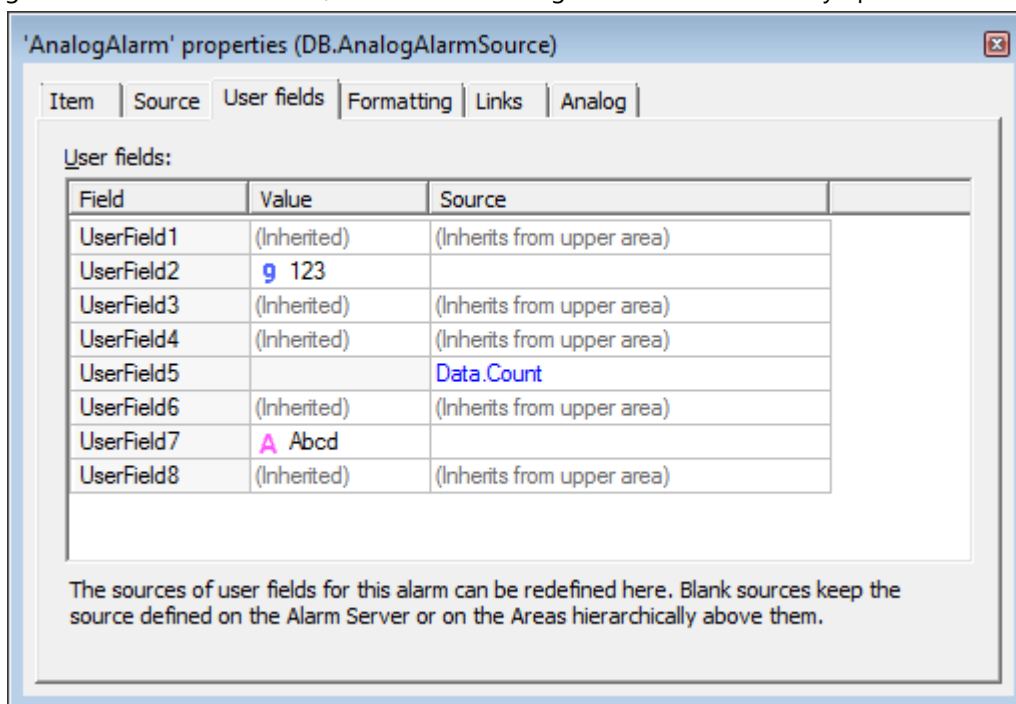 'AnalogAlarm' properties (DB.AnalogAlarmSource)
Item Source User fields Formatting Links Analog
User fields:
Field Value Source
UserField1 (Inherited) (Inherits from upper area)
UserField2 9 123
UserField3 (Inherited) (Inherits from upper area)
UserField4 (Inherited) (Inherits from upper area)
UserField5 Data.Count
UserField6 (Inherited) (Inherits from upper area)
UserField7 A Abcd
UserField8 (Inherited) (Inherits from upper area)
The sources of user fields for this alarm can be redefined here. Blank sources keep the
source defined on the Alarm Server or on the Areas hierarchically above them.